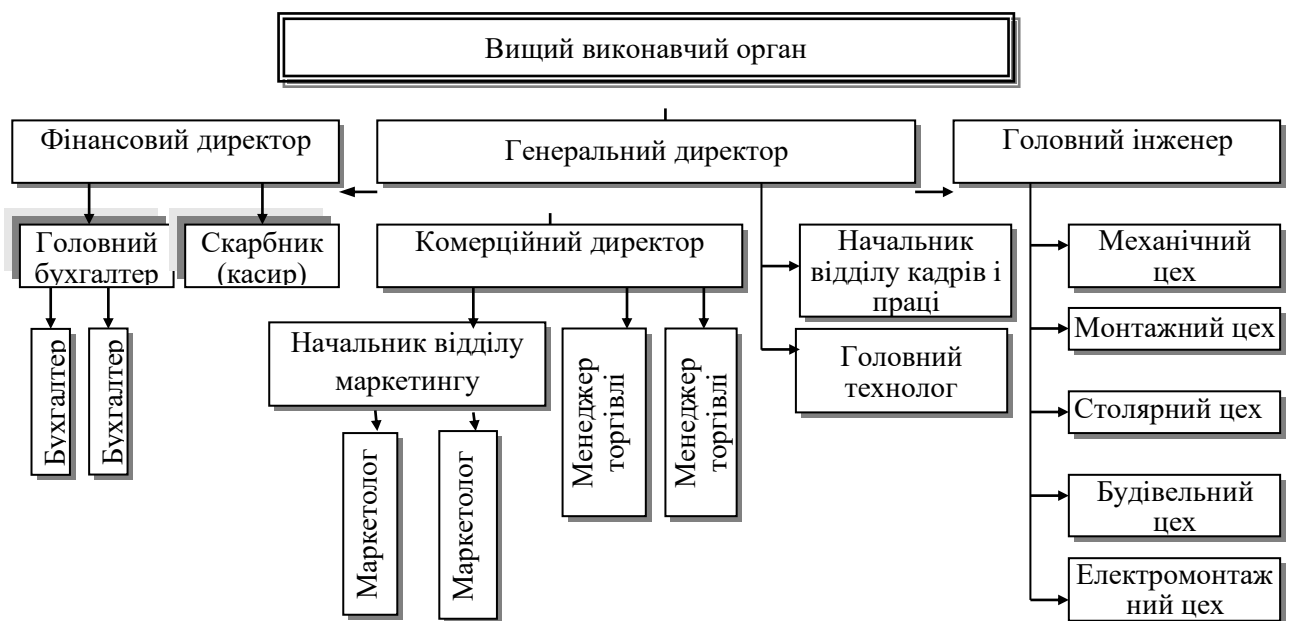 Вищий виконавчий орган
Фінансовий директор
Генеральний директор
Головний інженер
Головний
бухгалтер
Скарбник
(касир)
Комерційний директор
Начальник
відділу кадрів і
праці
Механічний
цех
Монтажний цех
Начальник відділу
маркетингу
Головний
технолог
Столярний цех
Бухгалтер
Бухгалтер
Менеджер
торгівлі
Менеджер
торгівлі
Маркетолог
Маркетолог
Будівельний
цех
Електромонтаж
ний цех